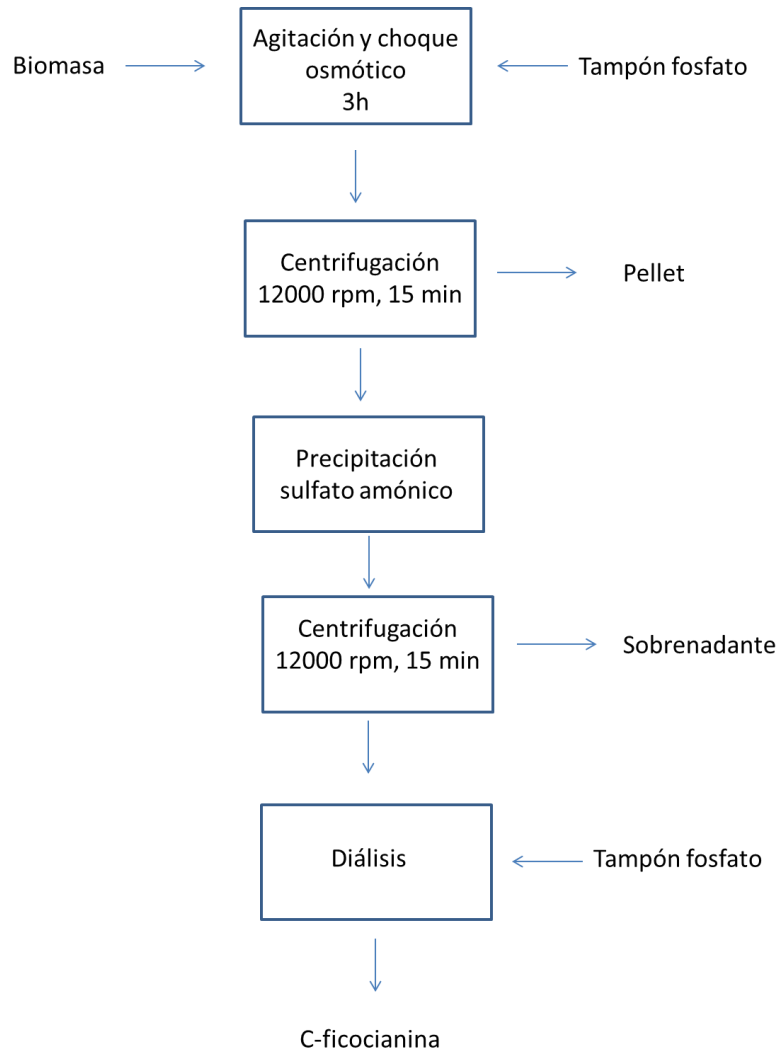 Agitación y choque
osmótico
3h
Biomasa
Tampón fosfato
Centrifugación
12000 rpm, 15 min
Pellet
Precipitación
sulfato amónico
Centrifugación
12000 rpm, 15 min
Sobrenadante
Diálisis
Tampón fosfato
C-ficocianina